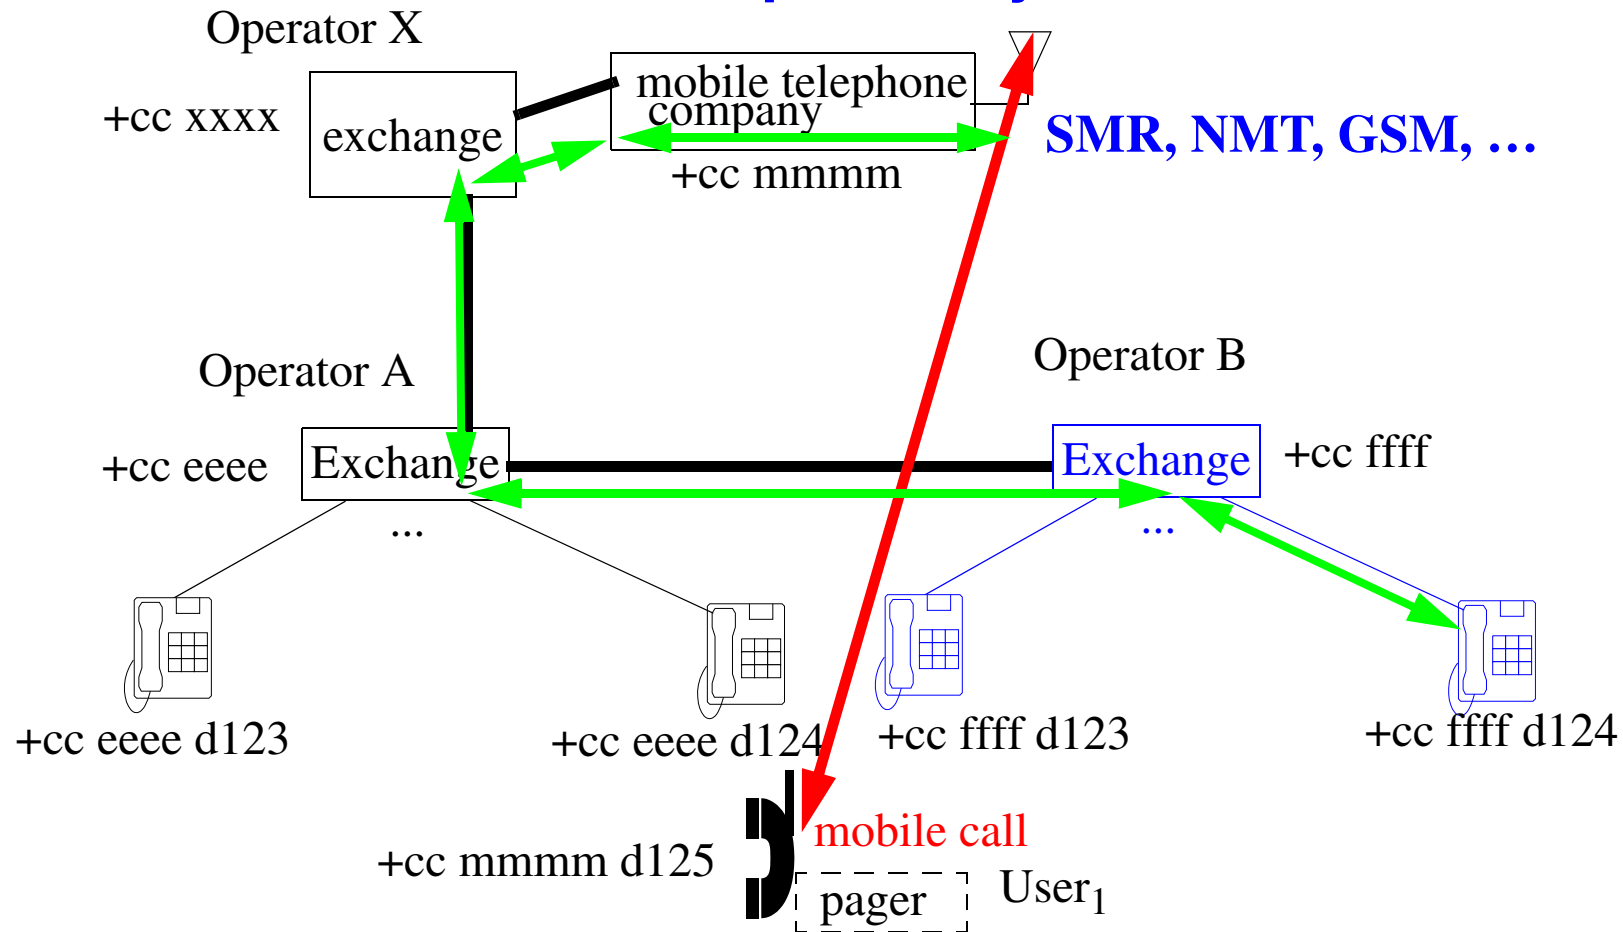 Operator X
mobile telephone
company
+cc xxxx
exchange
SMR, NMT, GSM, ...
+cc mmmm
Operator A
Operator B
+cc eeee
Exchange
Exchange
+cc ffff
...
...
+cc eeee d123
+cc eeee d124
+cc ffff d123
+cc ffff d124
mobile call
+cc mmmm d125
pager
User1